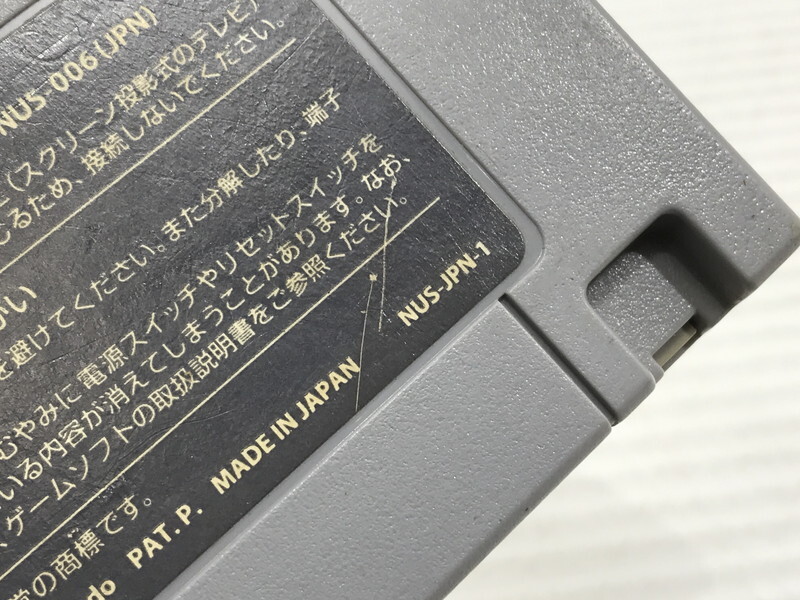 NUS-006(JPN)
(スクリーン投影式のテレビ)
じるため、接続しないでください。
を避けてください。また分解したり、端子
むやみに電源スイッチやリセットスイッチを
いる内容が消えてしまうことがあります。なお、
ゲームソフトの取扱説明書をご参照ください。
NUS-JPN-1
の商標です。
do PAT. P. MADE IN JAPAN